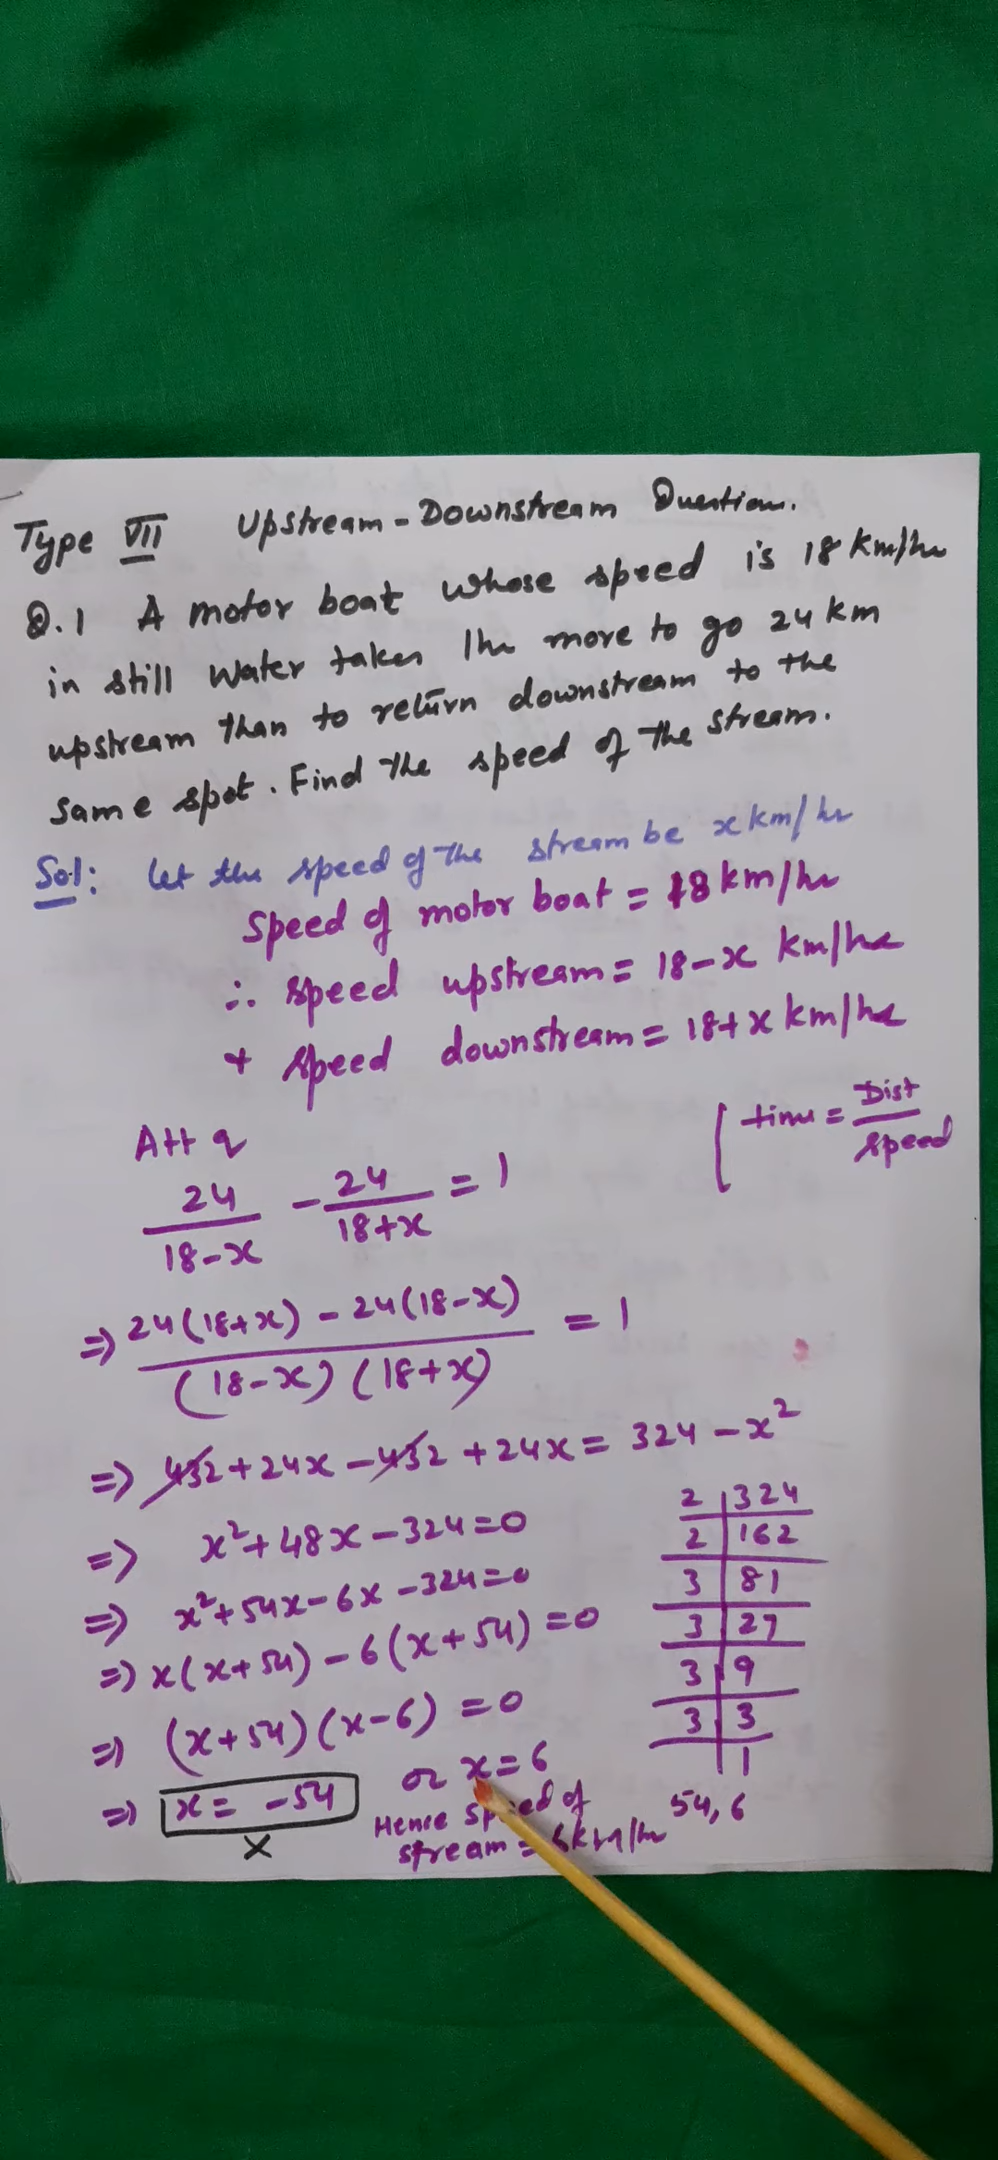 Type VII Upstream-Downstream Question.
Q.1 A motor boat whose speed is 18 Km/hr
in still water takes 1hr more to go 24 km
upstream than to return downstream to the
same spot. Find the speed of the stream.
Sol: let the speed of the stream be x km/hr
Speed of motor boat = 18 km/hr
∴ speed upstream = 18-x km/hr
+ speed downstream = 18+x km/hr
Att q
[ time = Dist/speed
24/(18-x) - 24/(18+x) = 1
⇒ (24(18+x) - 24(18-x))/((18-x)(18+x)) = 1
⇒ 432+24x-432+24x = 324-x²
⇒ x²+48x-324=0
⇒ x²+54x-6x-324=0
⇒ x(x+54)-6(x+54)=0
⇒ (x+54)(x-6)=0
⇒ x = -54 or x=6
X
Hence speed of
stream = 6km/hr
2 | 324
2 | 162
3 | 81
3 | 27
3 | 9
3 | 3
| 1
54, 6